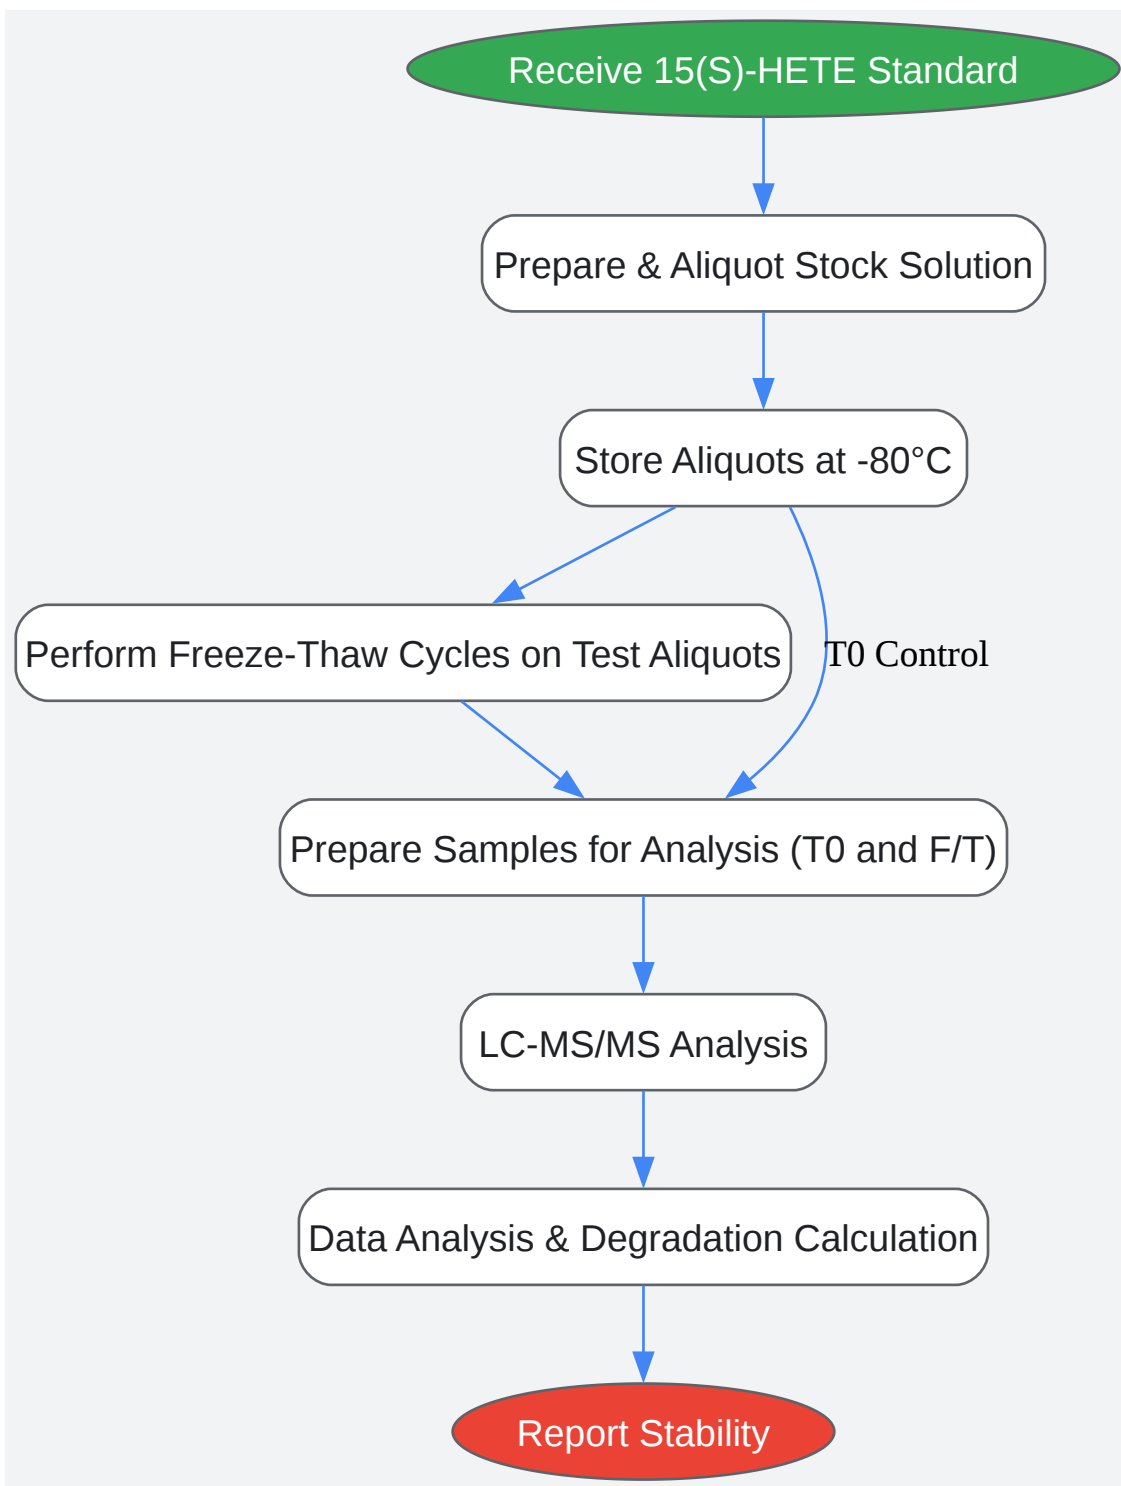 Receive 15(S)-HETE Standard
Prepare & Aliquot Stock Solution
Store Aliquots at -80°C
Perform Freeze-Thaw Cycles on Test Aliquots
T0 Control
Prepare Samples for Analysis (T0 and F/T)
LC-MS/MS Analysis
Data Analysis & Degradation Calculation
Report Stability